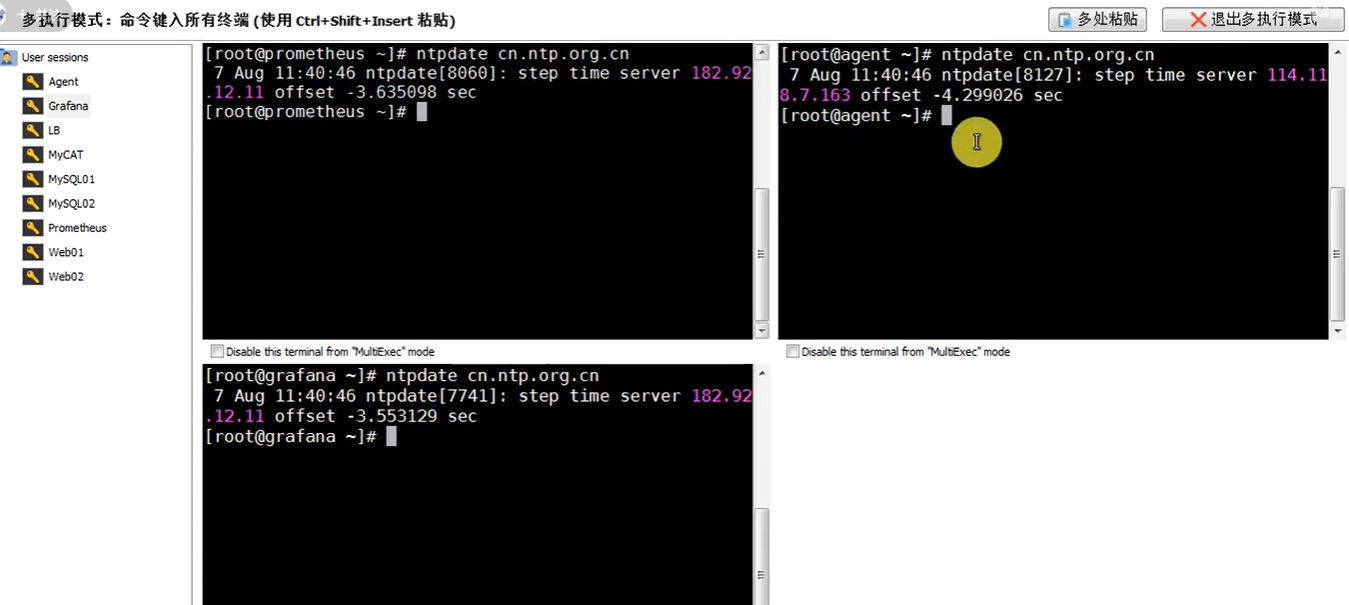 多执行模式：命令键入所有终端 (使用 Ctrl+Shift+Insert 粘贴)
多处粘贴
退出多执行模式
User sessions
Agent
Grafana
LB
MyCAT
MySQL01
MySQL02
Prometheus
Web01
Web02
[root@prometheus ~]# ntpdate cn.ntp.org.cn
7 Aug 11:40:46 ntpdate[8060]: step time server 182.92
.12.11 offset -3.635098 sec
[root@prometheus ~]#
Disable this terminal from "MultiExec" mode
[root@agent ~]# ntpdate cn.ntp.org.cn
7 Aug 11:40:46 ntpdate[8127]: step time server 114.11
8.7.163 offset -4.299026 sec
[root@agent ~]#
Disable this terminal from "MultiExec" mode
[root@grafana ~]# ntpdate cn.ntp.org.cn
7 Aug 11:40:46 ntpdate[7741]: step time server 182.92
.12.11 offset -3.553129 sec
[root@grafana ~]#